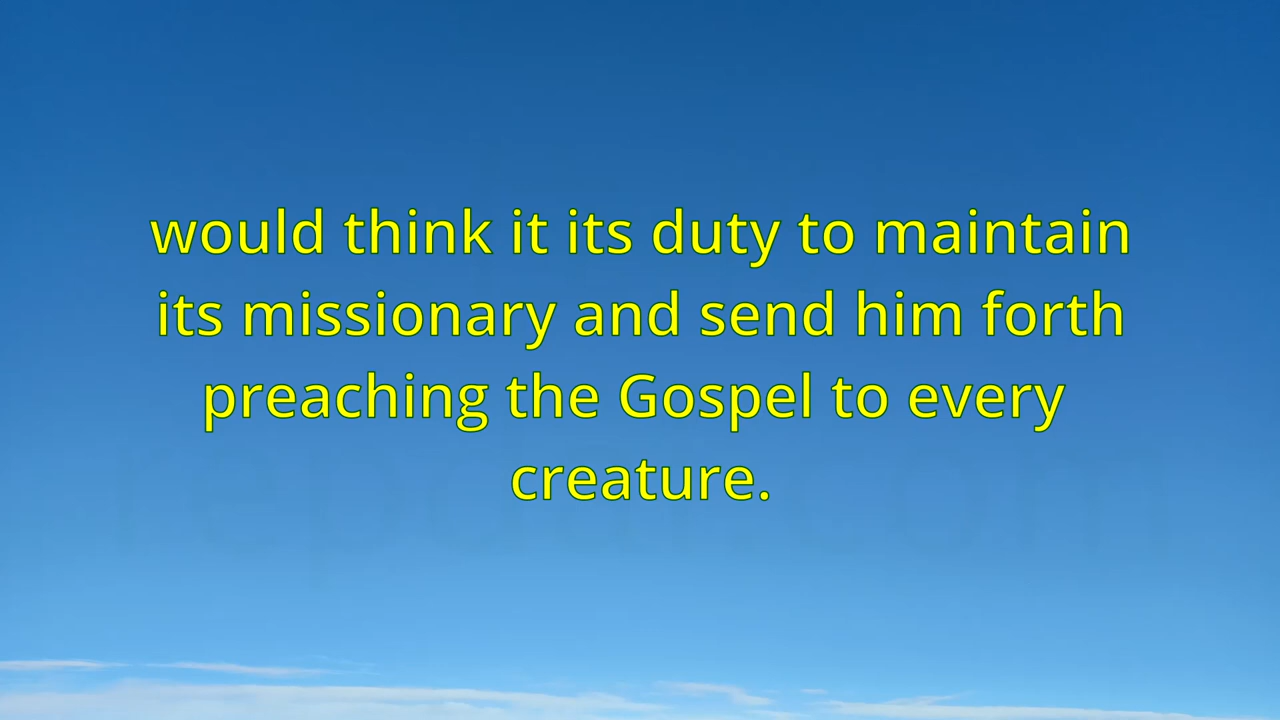 would think it its duty to maintain
its missionary and send him forth
preaching the Gospel to every
creature.